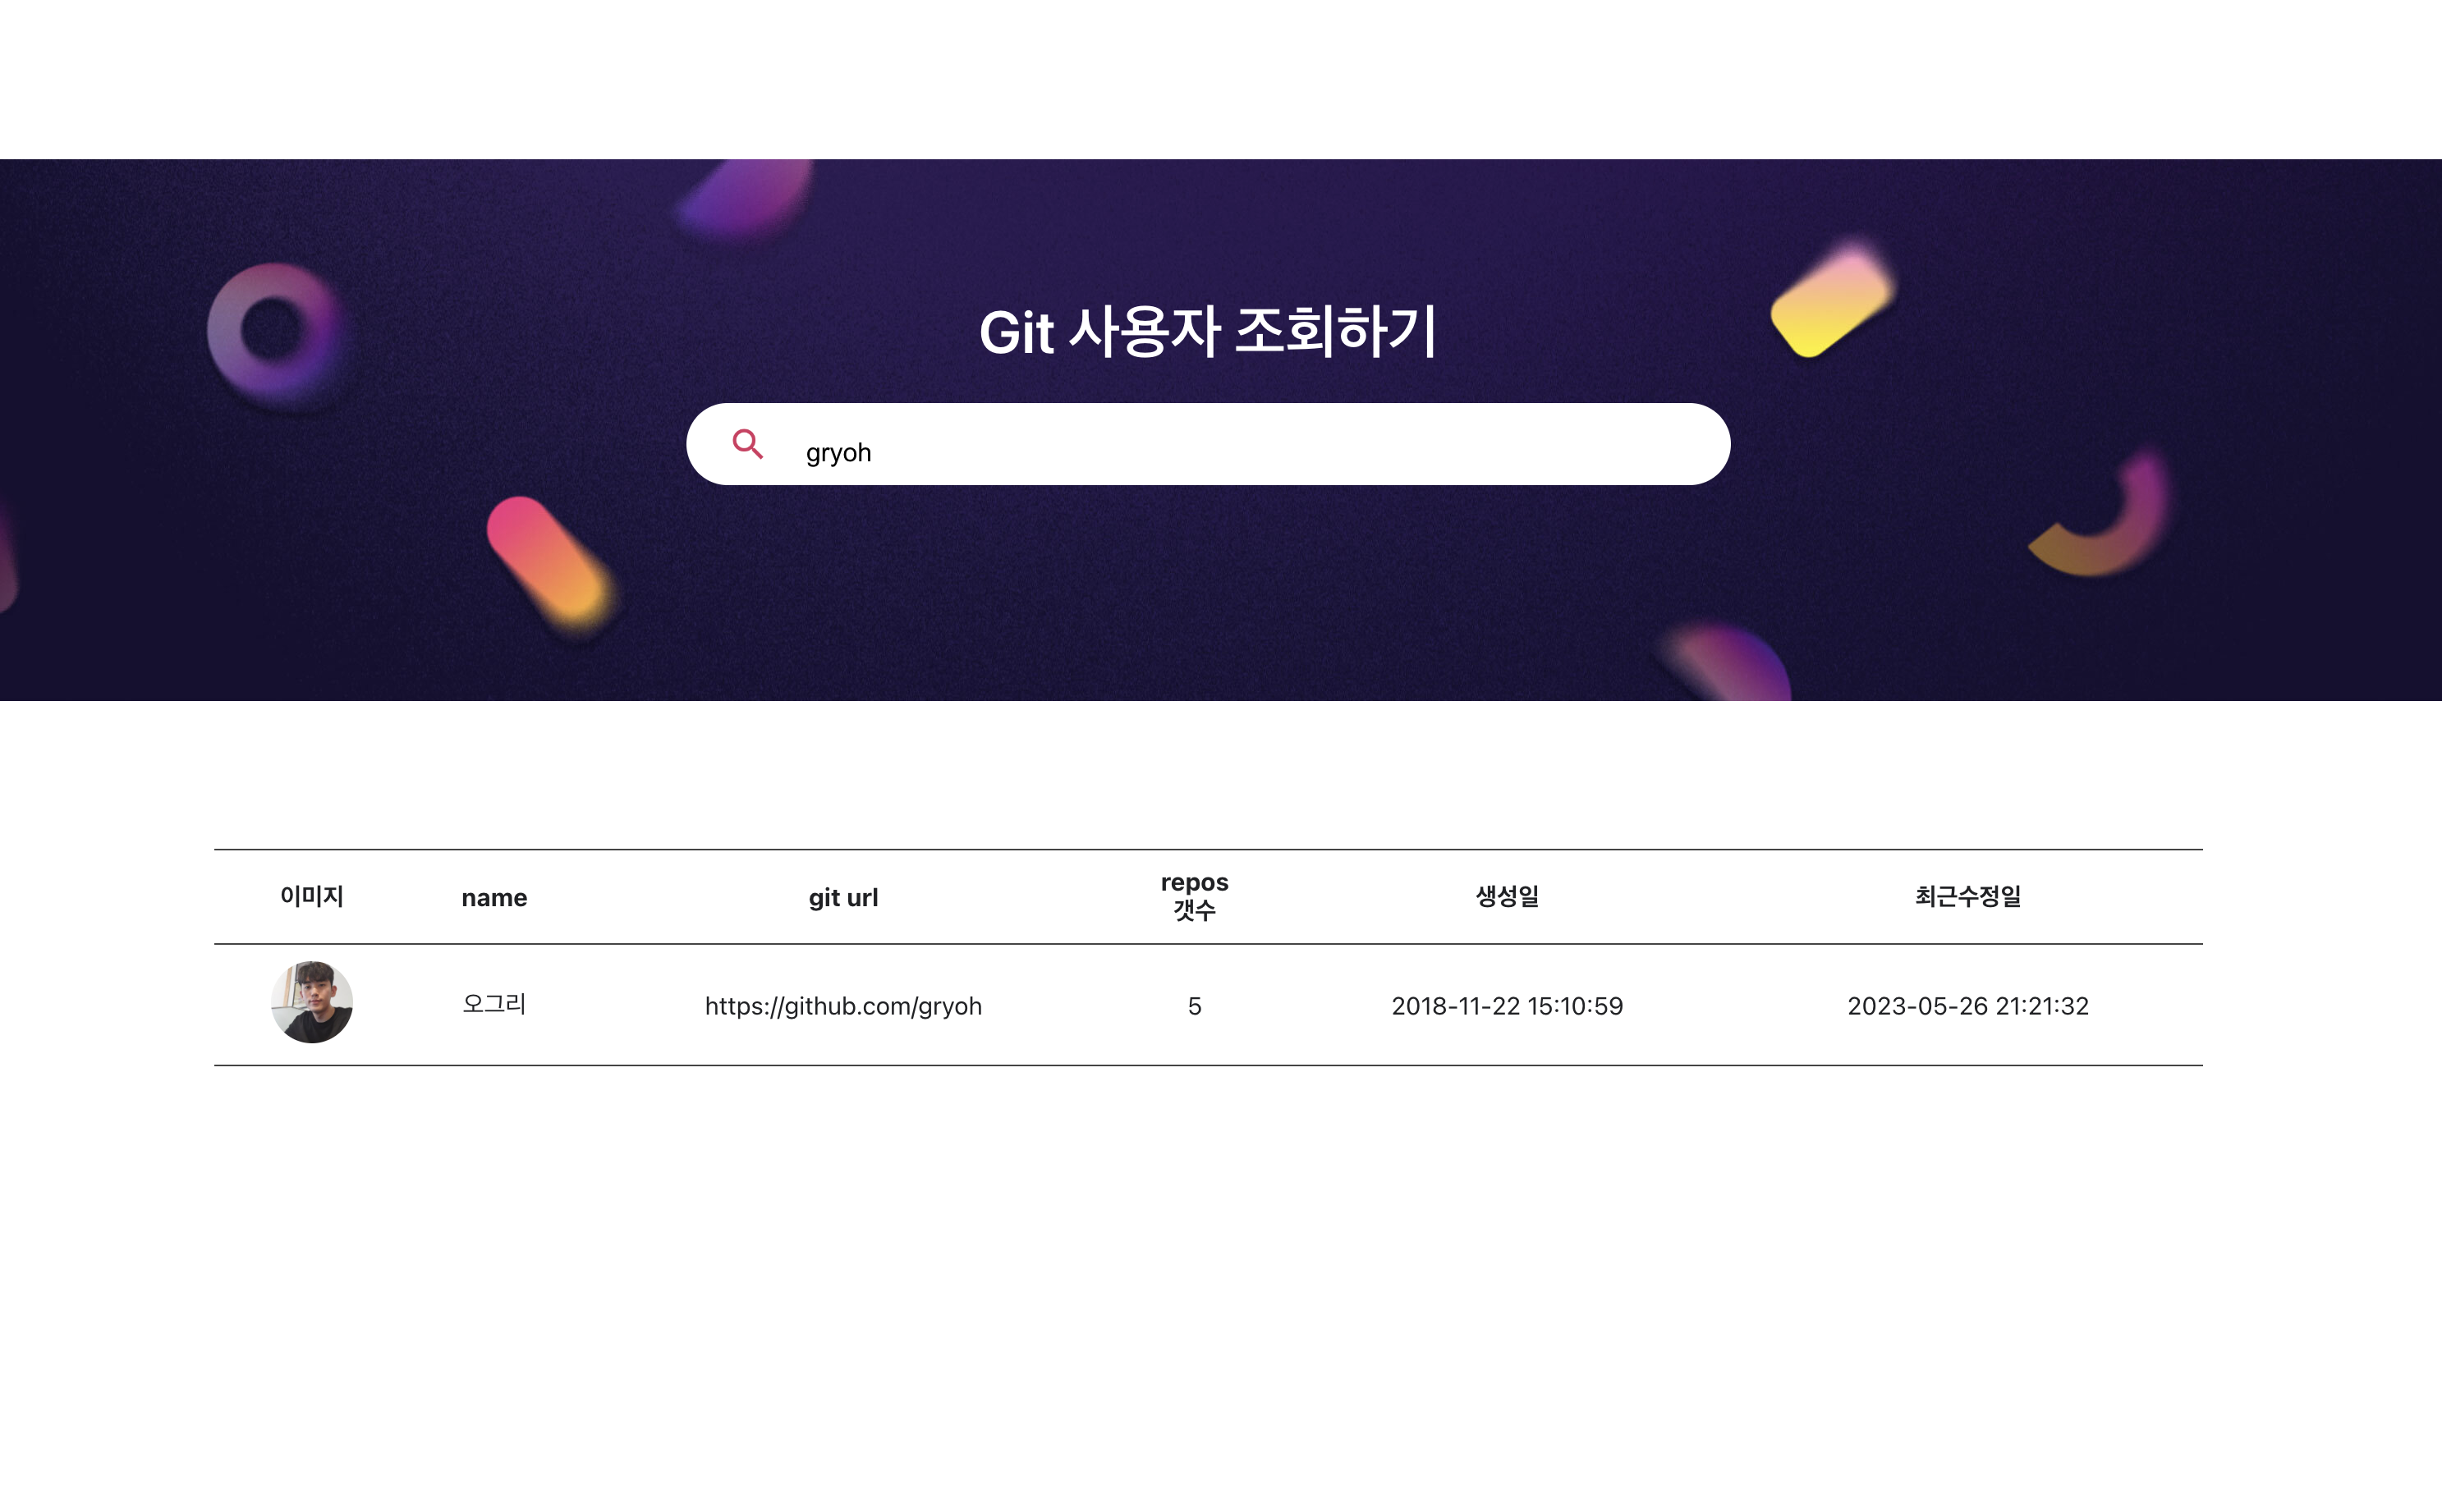 Git 사용자 조회하기
gryoh
이미지 name git url repos 갯수 생성일 최근수정일
오그리 https://github.com/gryoh 5 2018-11-22 15:10:59 2023-05-26 21:21:32